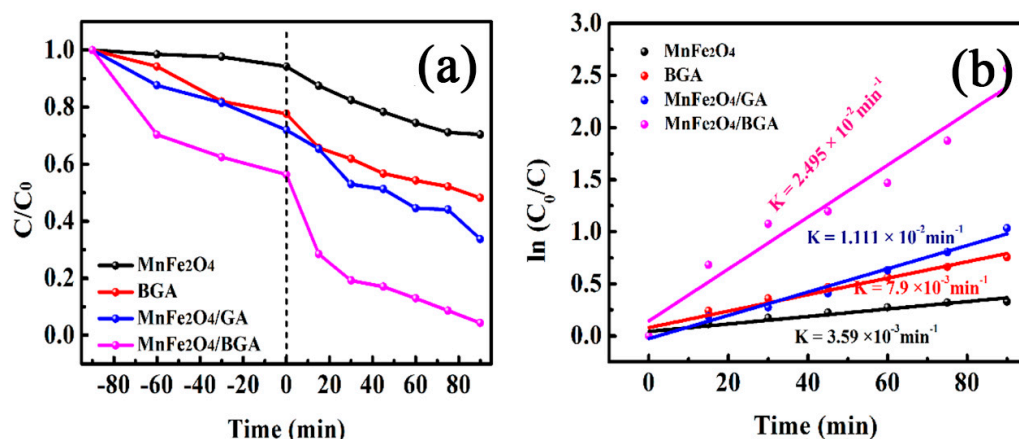 (a)
C/C₀
1.0
0.8
0.6
0.4
0.2
0.0
MnFe₂O₄
BGA
MnFe₂O₄/GA
MnFe₂O₄/BGA
-80 -60 -40 -20 0 20 40 60 80
Time (min)
(b)
ln (C₀/C)
3.0
2.5
2.0
1.5
1.0
0.5
0.0
MnFe₂O₄
BGA
MnFe₂O₄/GA
MnFe₂O₄/BGA
K = 2.495 × 10⁻² min⁻¹
K = 1.111 × 10⁻² min⁻¹
K = 7.9 × 10⁻³ min⁻¹
K = 3.59 ×10⁻³ min⁻¹
0 20 40 60 80
Time (min)